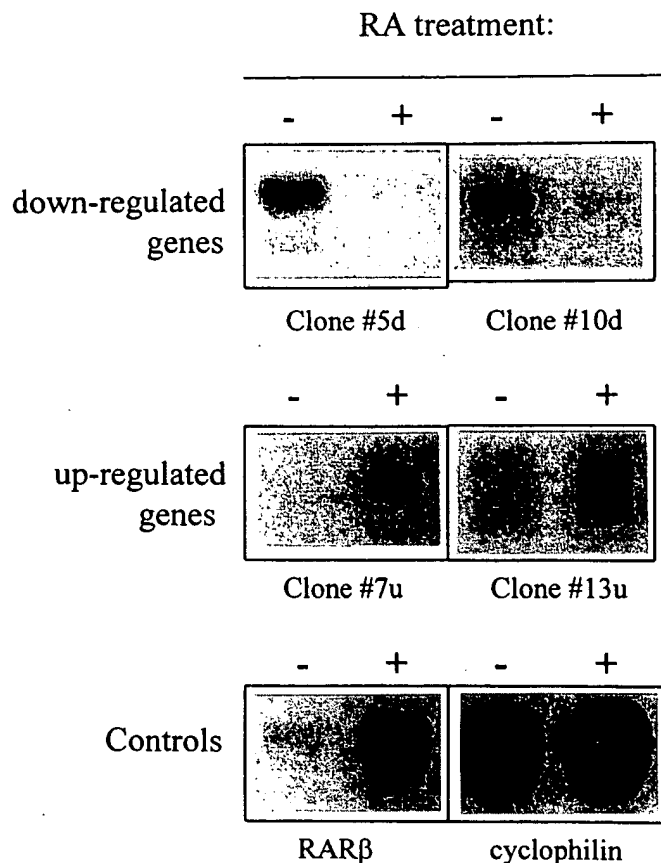 RA treatment:
- + - +
down-regulated
genes
Clone #5d Clone #10d
- + - +
up-regulated
genes
Clone #7u Clone #13u
- + - +
Controls
RARβ cyclophilin